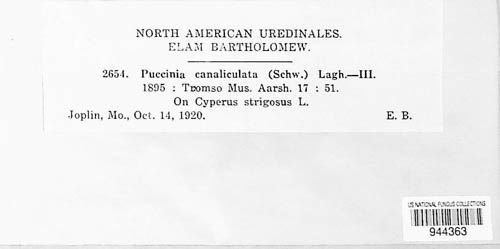 NORTH AMERICAN UREDINALES.
ELAM BARTHOLOMEW.
2654. Puccinia canaliculata (Schw.) Lagh.—III.
1895 : Tromso Mus. Aarsh. 17 : 51.
On Cyperus strigosus L.
Joplin, Mo., Oct. 14, 1920. E. B.
US NATIONAL FUNGUS COLLECTIONS
944363